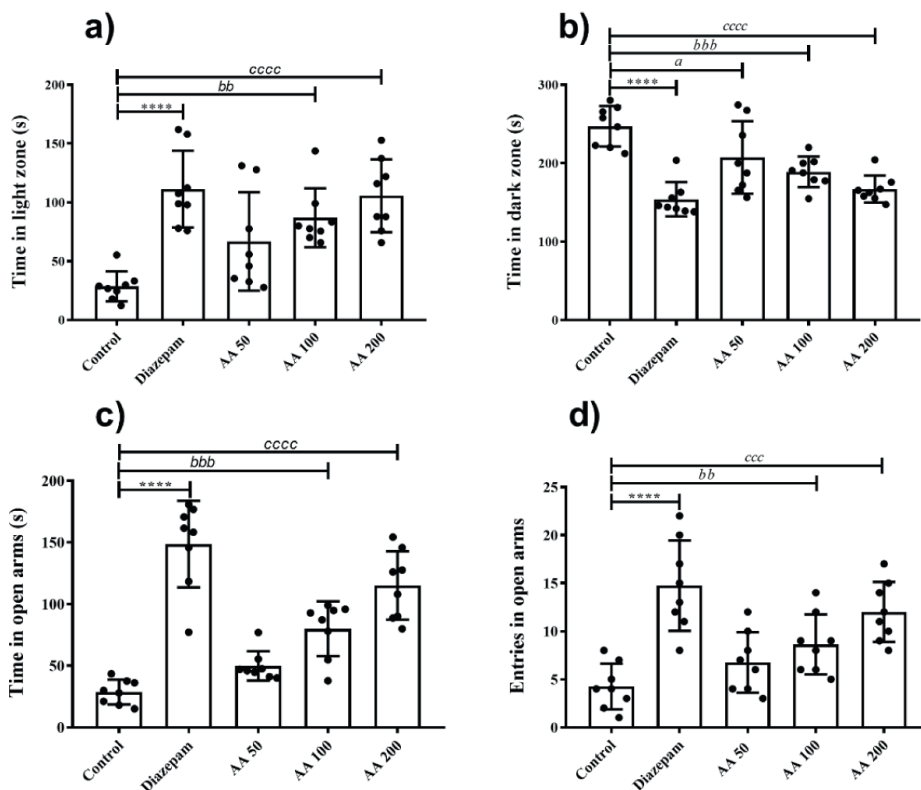 a)
cccc
bb
****
Time in light zone (s)
200
150
100
50
0
Control
Diazepam
AA 50
AA 100
AA 200
b)
cccc
bbb
a
****
Time in dark zone (s)
300
200
100
0
Control
Diazepam
AA 50
AA 100
AA 200
c)
cccc
bbb
****
Time in open arms (s)
200
150
100
50
0
Control
Diazepam
AA 50
AA 100
AA 200
d)
ccc
bb
****
Entries in open arms
25
20
15
10
5
0
Control
Diazepam
AA 50
AA 100
AA 200